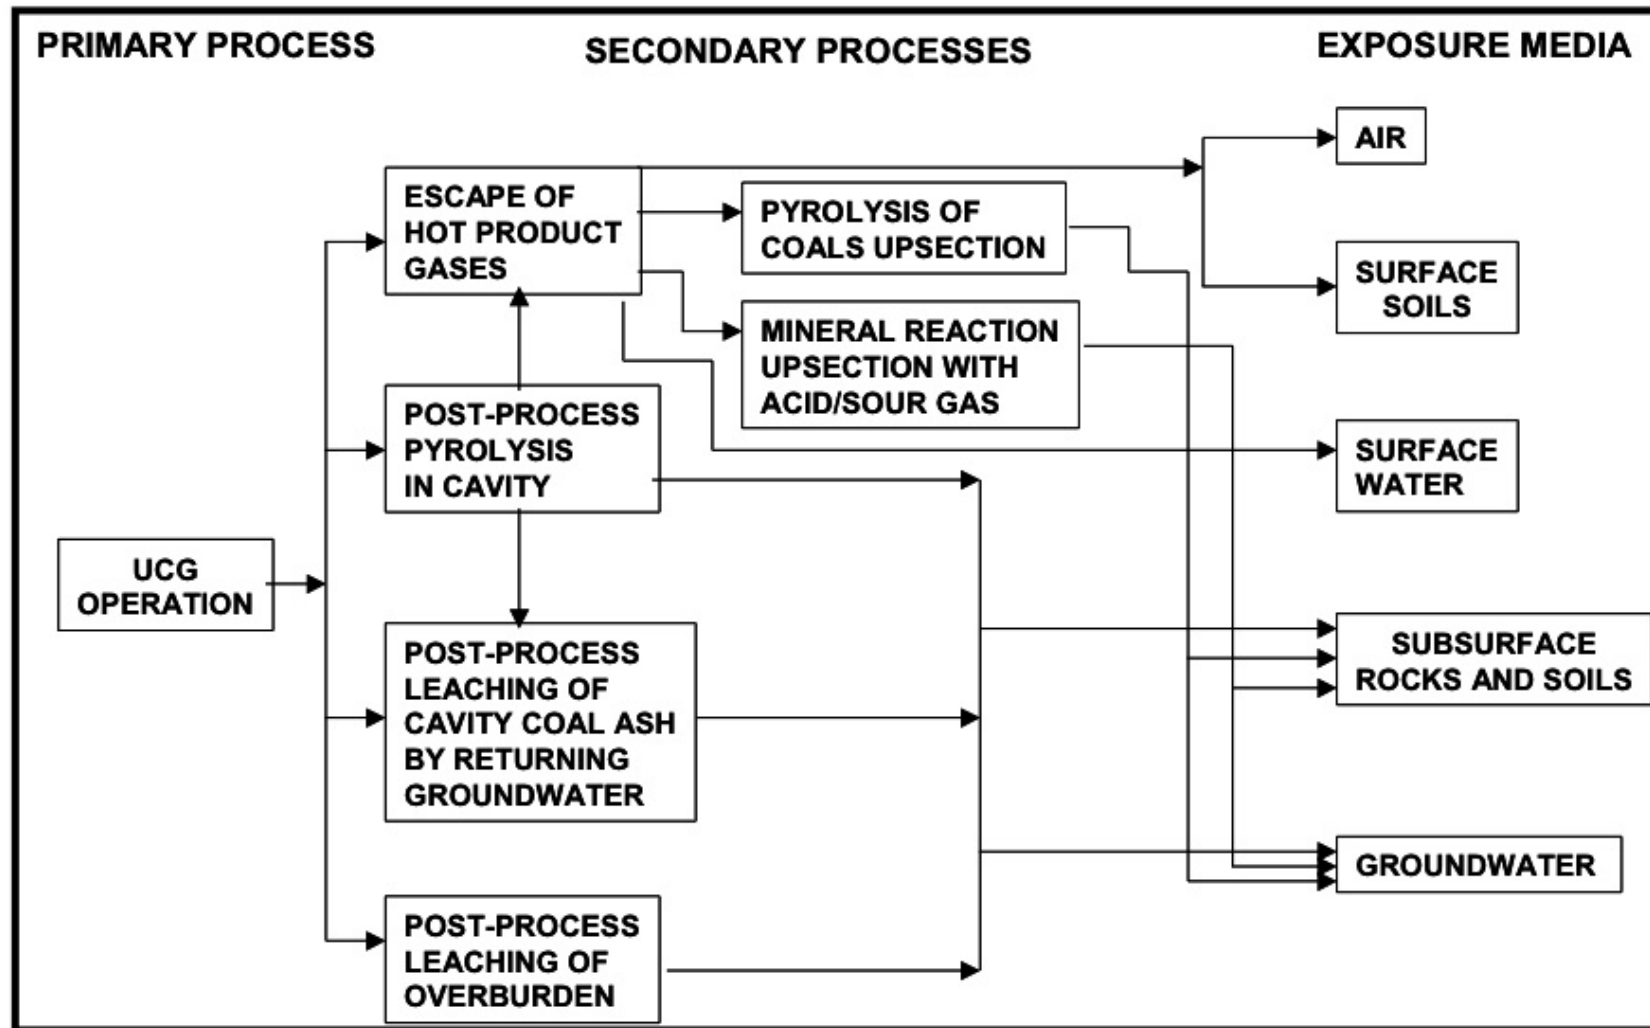 PRIMARY PROCESS
SECONDARY PROCESSES
EXPOSURE MEDIA
AIR
ESCAPE OF
HOT PRODUCT
GASES
PYROLYSIS OF
COALS UPSECTION
SURFACE
SOILS
MINERAL REACTION
UPSECTION WITH
ACID/SOUR GAS
POST-PROCESS
PYROLYSIS
IN CAVITY
SURFACE
WATER
UCG
OPERATION
POST-PROCESS
LEACHING OF
CAVITY COAL ASH
BY RETURNING
GROUNDWATER
SUBSURFACE
ROCKS AND SOILS
GROUNDWATER
POST-PROCESS
LEACHING OF
OVERBURDEN